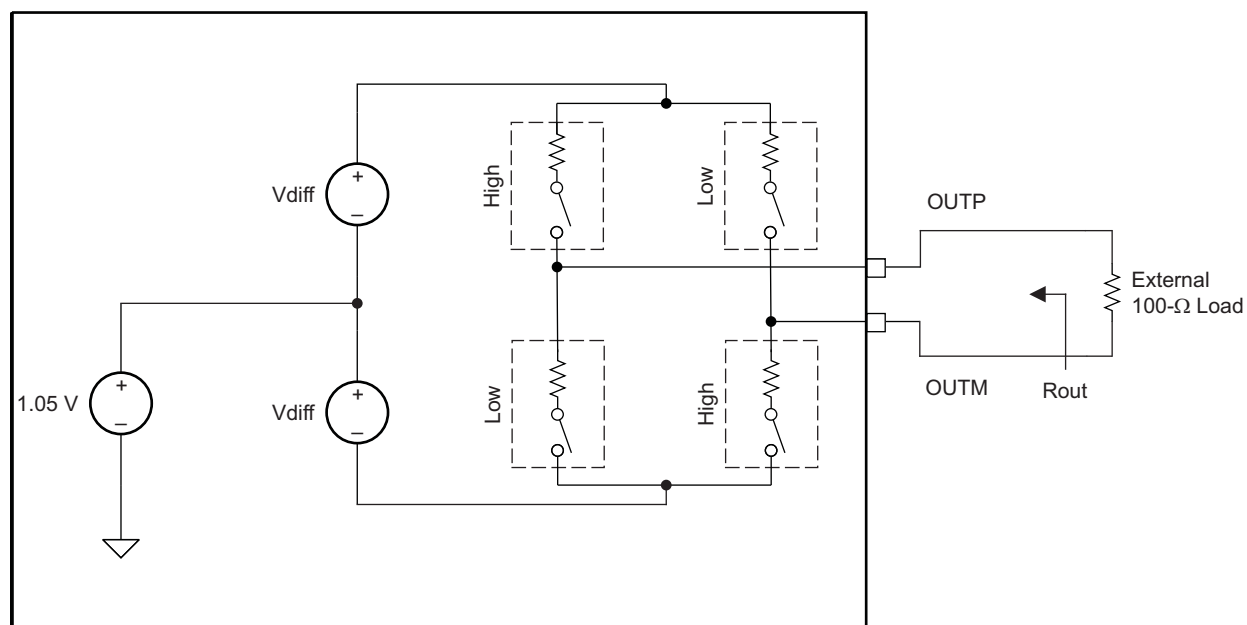 High
Low
Vdiff
+
–
OUTP
External
100-Ω Load
1.05 V
+
–
Vdiff
+
–
Low
High
OUTM
Rout